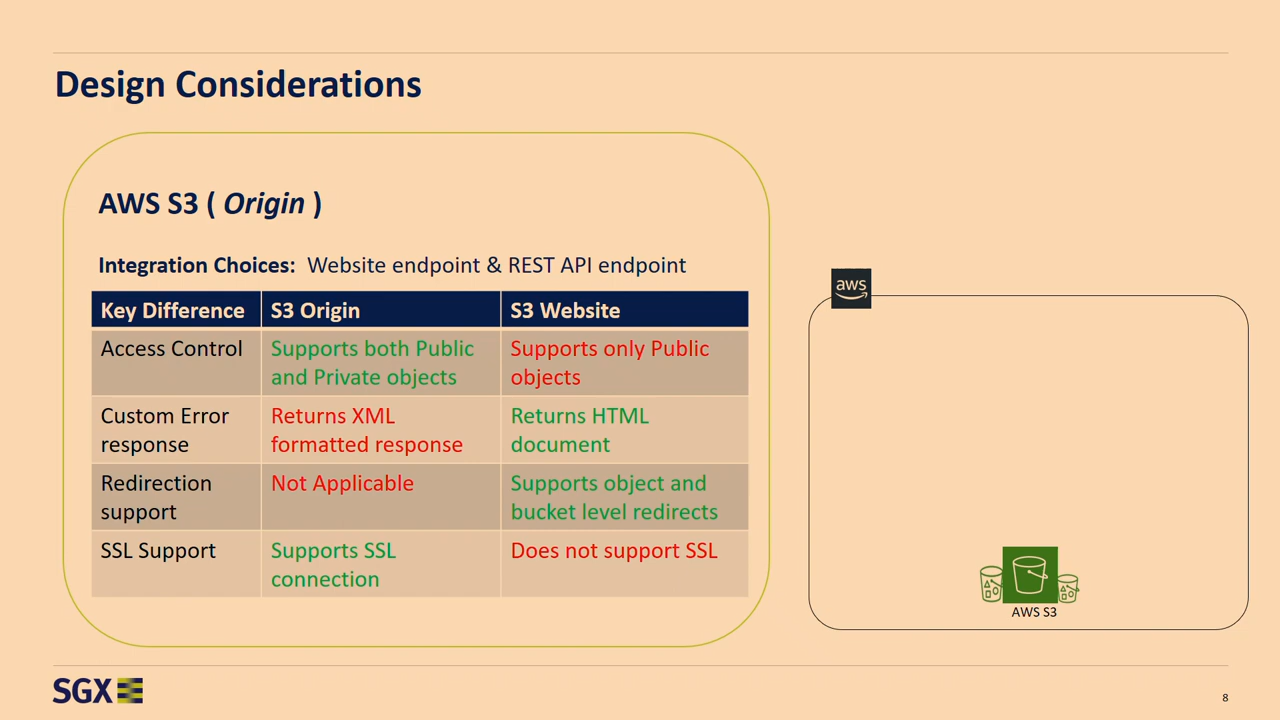 Design Considerations
AWS S3 ( Origin )
Integration Choices: Website endpoint & REST API endpoint
Key Difference S3 Origin S3 Website
Access Control Supports both Public and Private objects Supports only Public objects
Custom Error response Returns XML formatted response Returns HTML document
Redirection support Not Applicable Supports object and bucket level redirects
SSL Support Supports SSL connection Does not support SSL
aws
AWS S3
SGX
8